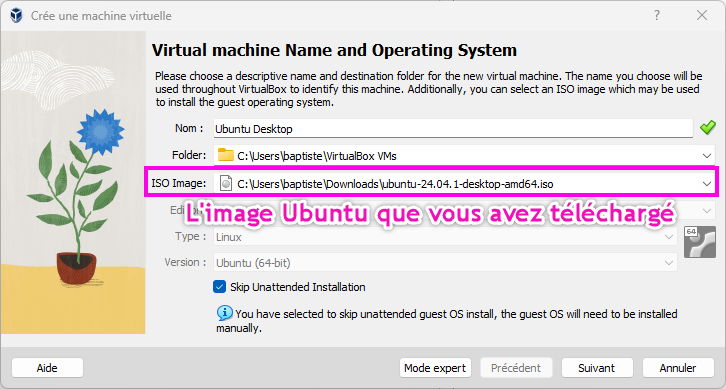 Crée une machine virtuelle
Virtual machine Name and Operating System
Please choose a descriptive name and destination folder for the new virtual machine. The name you choose will be
used throughout VirtualBox to identify this machine. Additionally, you can select an ISO image which may be used
to install the guest operating system.
Nom : Ubuntu Desktop
Folder: C:\Users\baptiste\VirtualBox VMs
ISO Image: C:\Users\baptiste\Downloads\ubuntu-24.04.1-desktop-amd64.iso
L'image Ubuntu que vous avez téléchargé
Type : Linux
64
Version : Ubuntu (64-bit)
Skip Unattended Installation
You have selected to skip unattended guest OS install, the guest OS will need to be installed
manually.
Aide Mode expert Précédent Suivant Annuler